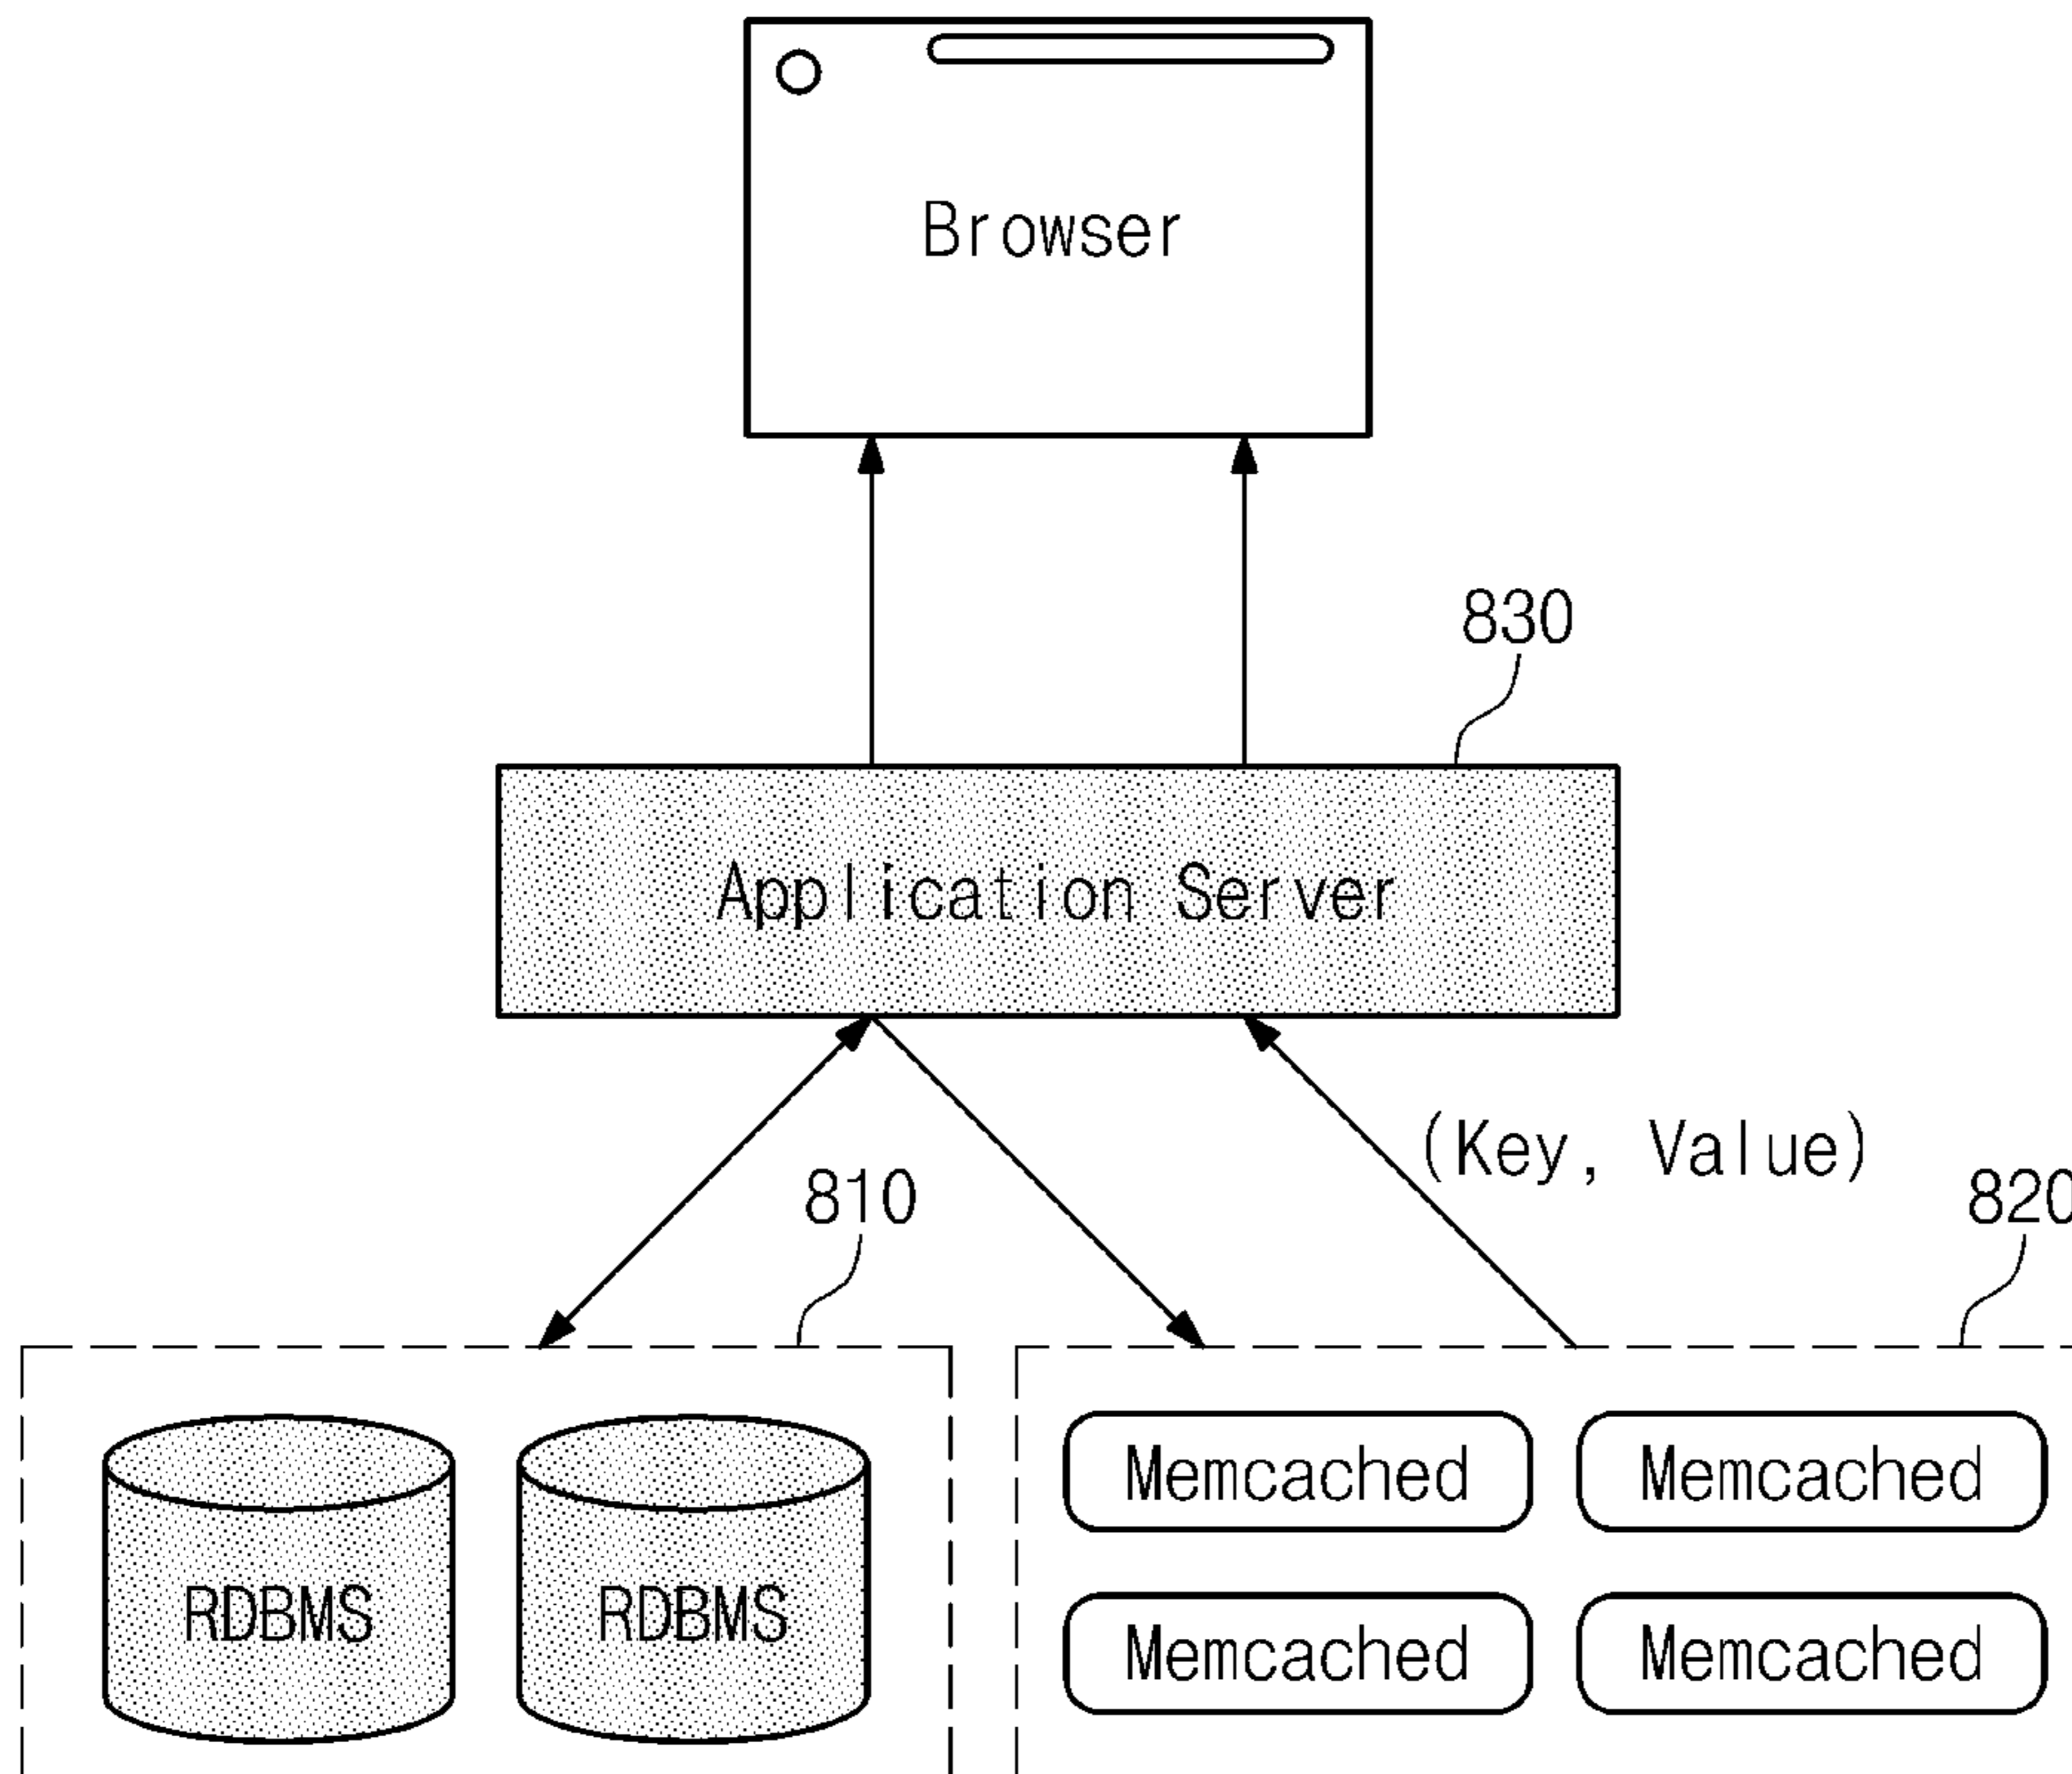 Browser
830
Application Server
(Key, Value)
810
820
Memcached Memcached
RDBMS RDBMS
Memcached Memcached